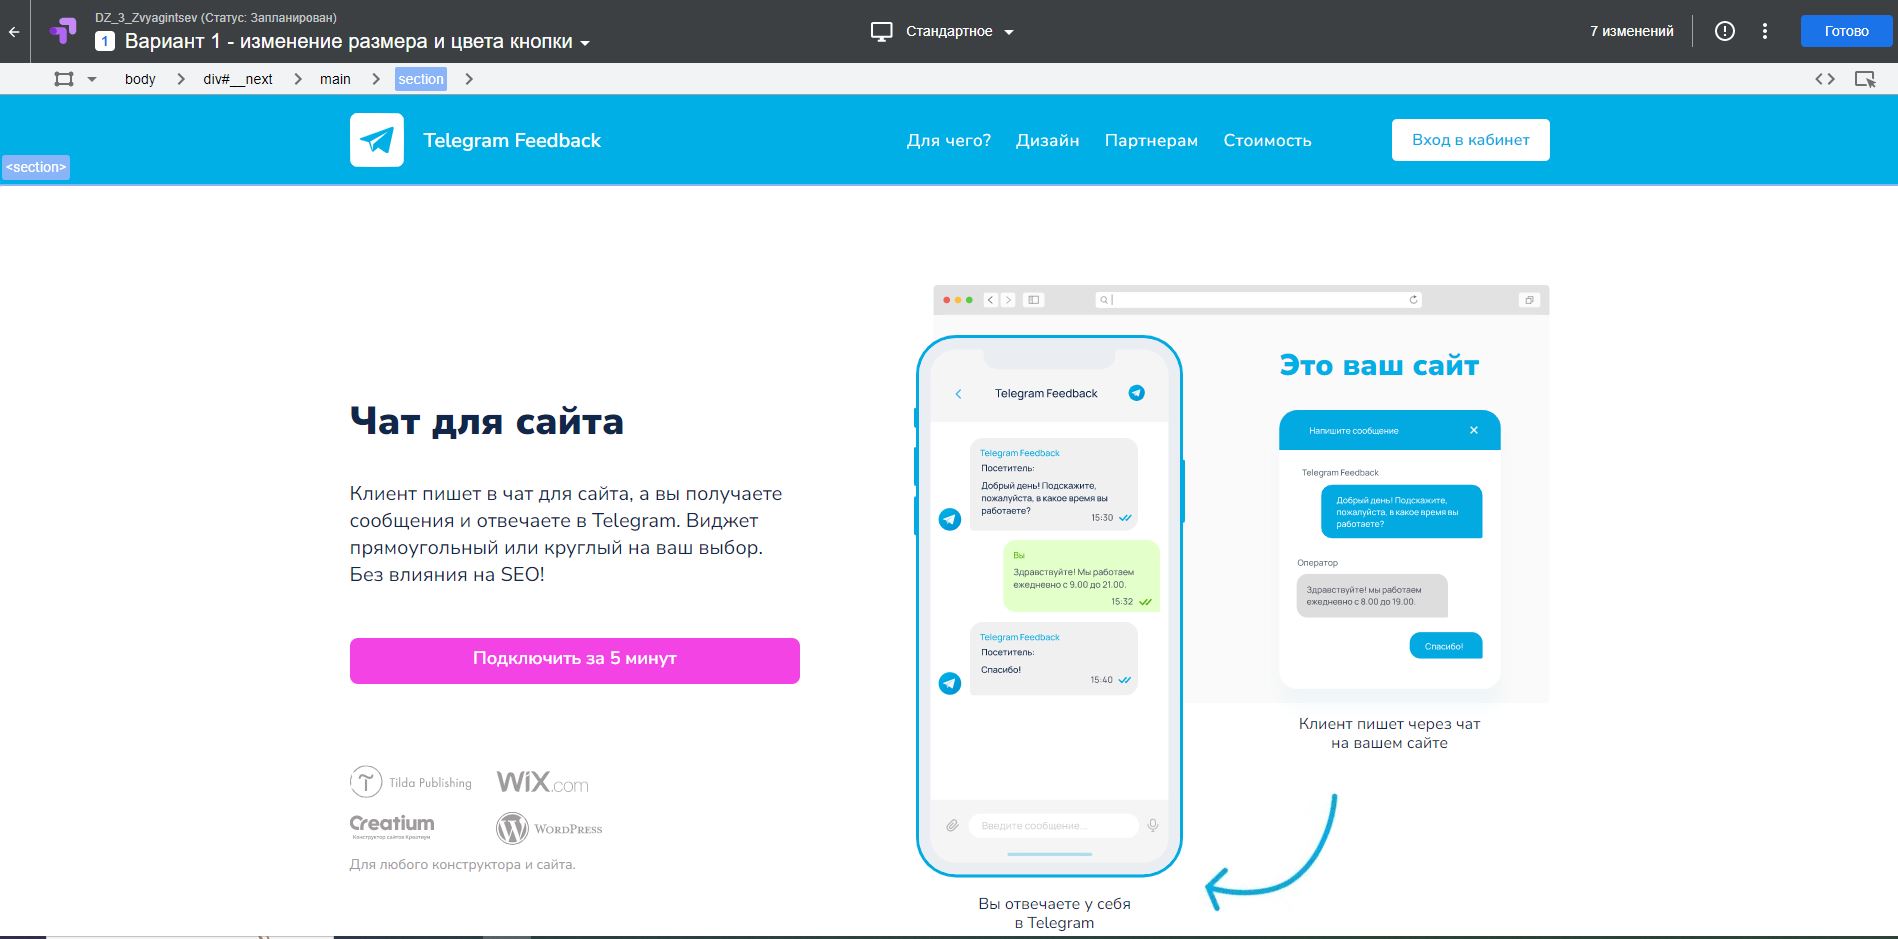 DZ_3_Zvyagintsev (Статус: Запланирован)
1 Вариант 1 - изменение размера и цвета кнопки
Стандартное
7 изменений
Готово
body
div#__next
main
section
Telegram Feedback
Для чего?
Дизайн
Партнерам
Стоимость
Вход в кабинет
<section>
Чат для сайта
Клиент пишет в чат для сайта, а вы получаете
сообщения и отвечаете в Telegram. Виджет
прямоугольный или круглый на ваш выбор.
Без влияния на SEO!
Подключить за 5 минут
Tilda Publishing
WiX.com
Creatium
Конструктор сайтов Креатиум
WordPress
Для любого конструктора и сайта.
Telegram Feedback
Telegram Feedback
Посетитель:
Добрый день! Подскажите,
пожалуйста, в какое время вы
работаете?
15:30
Вы
Здравствуйте! Мы работаем
ежедневно с 9.00 до 21.00.
15:32
Telegram Feedback
Посетитель:
Спасибо!
15:40
Введите сообщение...
Вы отвечаете у себя
в Telegram
Это ваш сайт
Напишите сообщение
Telegram Feedback
Добрый день! Подскажите,
пожалуйста, в какое время вы
работаете?
Оператор
Здравствуйте! мы работаем
ежедневно с 8.00 до 19.00.
Спасибо!
Клиент пишет через чат
на вашем сайте